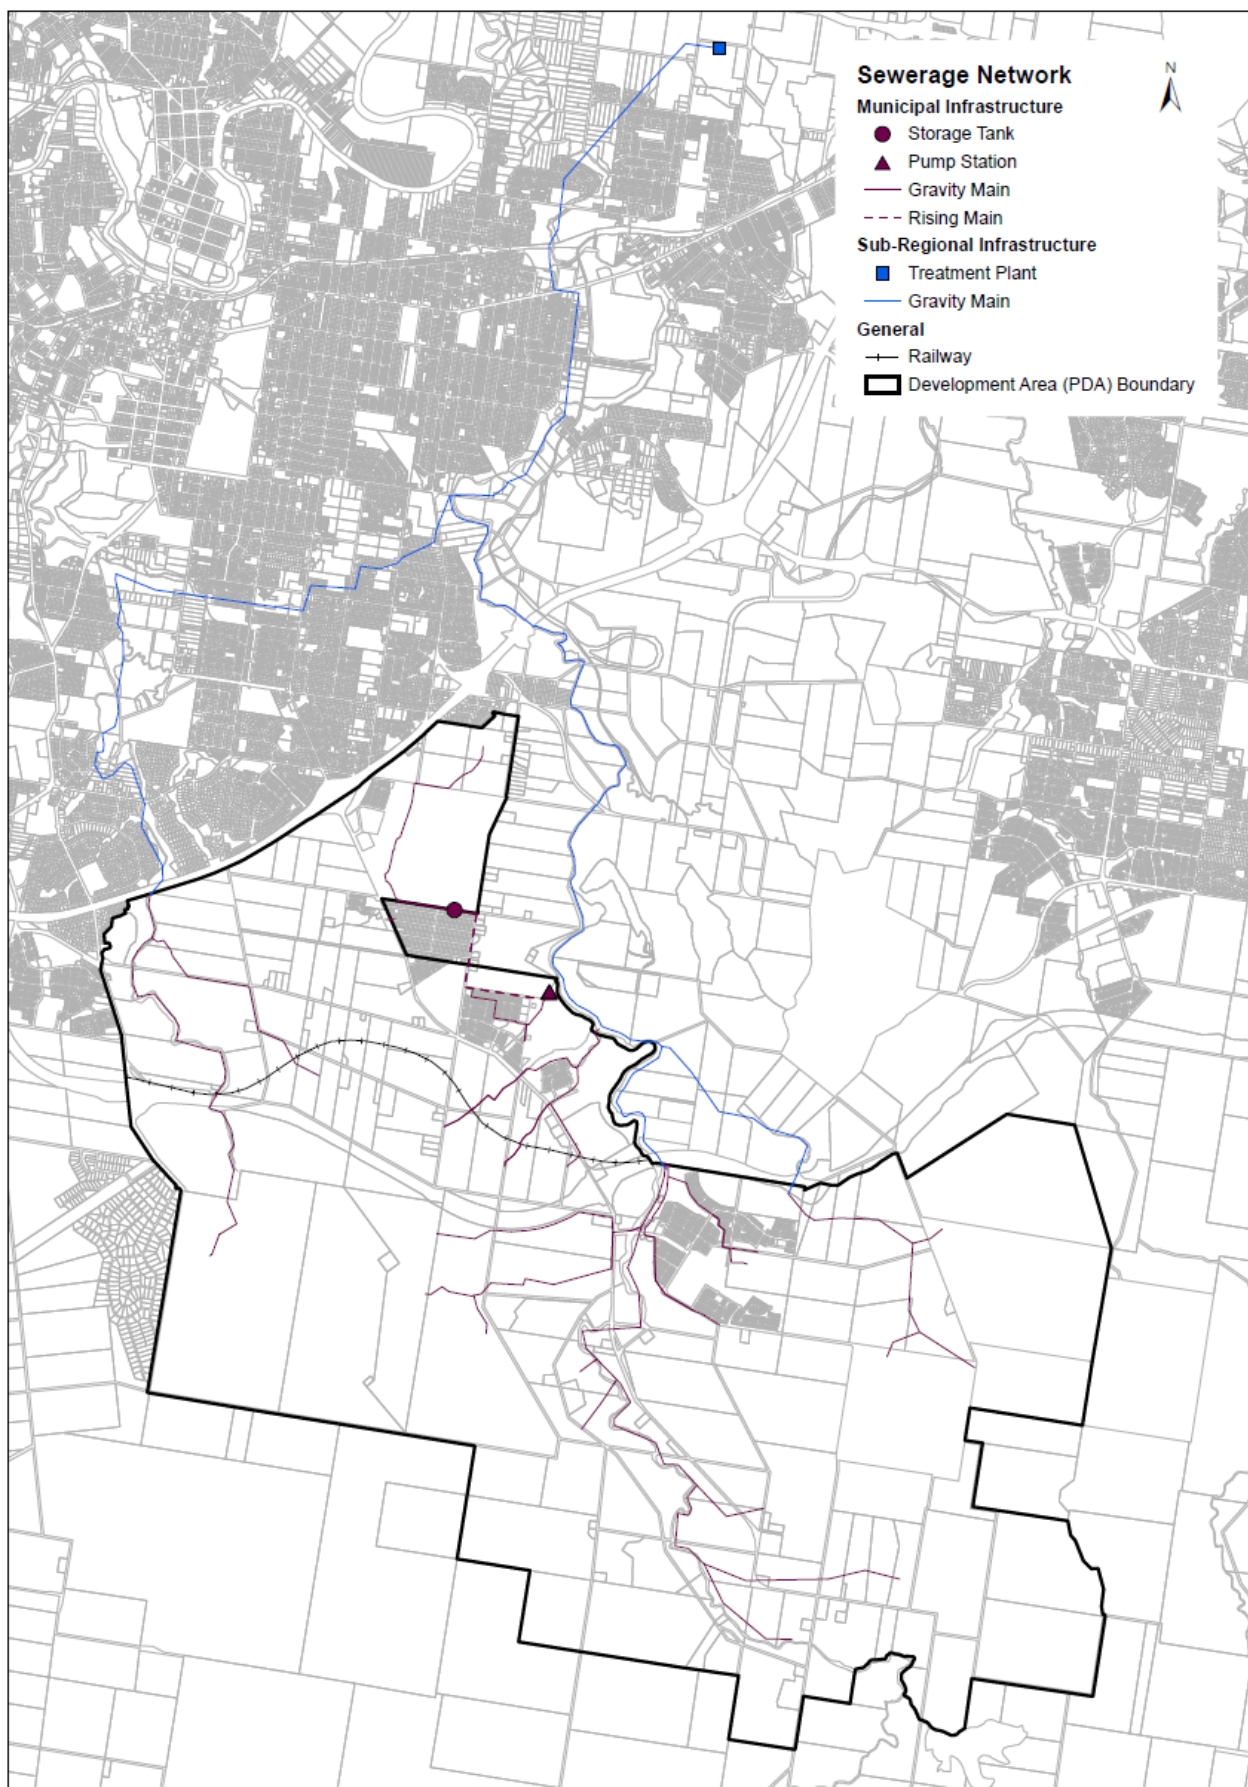 N
Sewerage Network
Municipal Infrastructure
Storage Tank
Pump Station
Gravity Main
Rising Main
Sub-Regional Infrastructure
Treatment Plant
Gravity Main
General
Railway
Development Area (PDA) Boundary